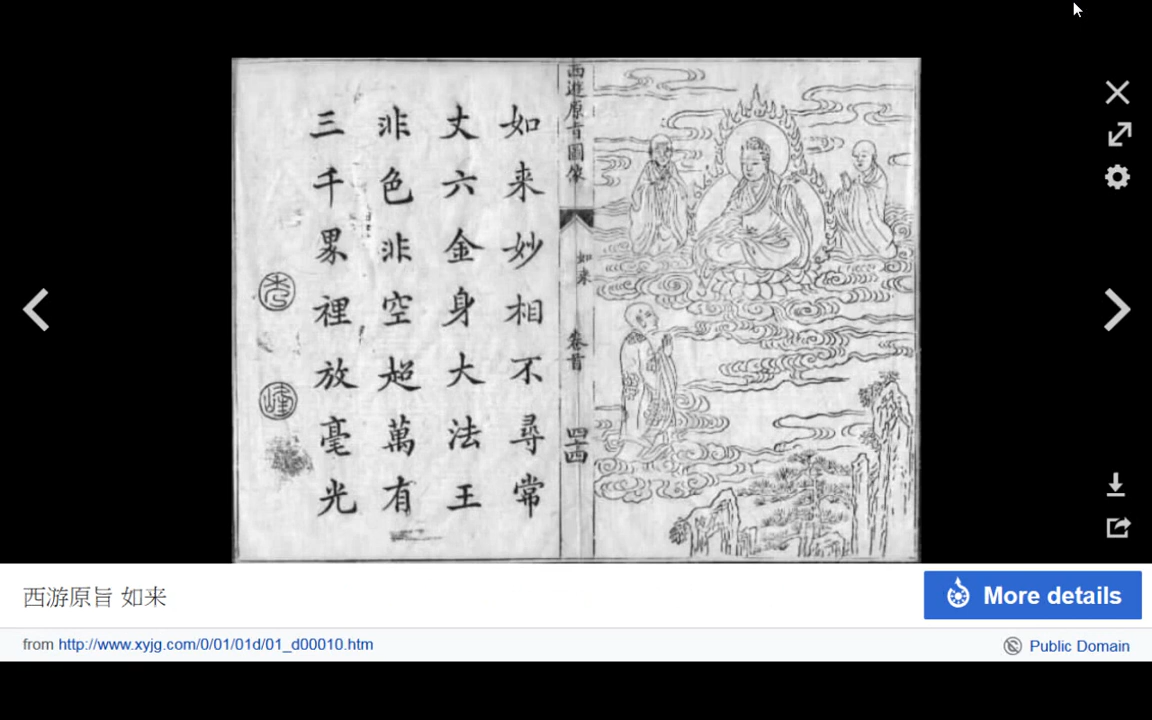 如来妙相不尋常
丈六金身大法王
非色非空超萬有
三千界裡放毫光
西遊原旨圖像
如来
卷首
四十四
西游原旨 如来
More details
from http://www.xyjg.com/0/01/01d/01_d00010.htm
Public Domain